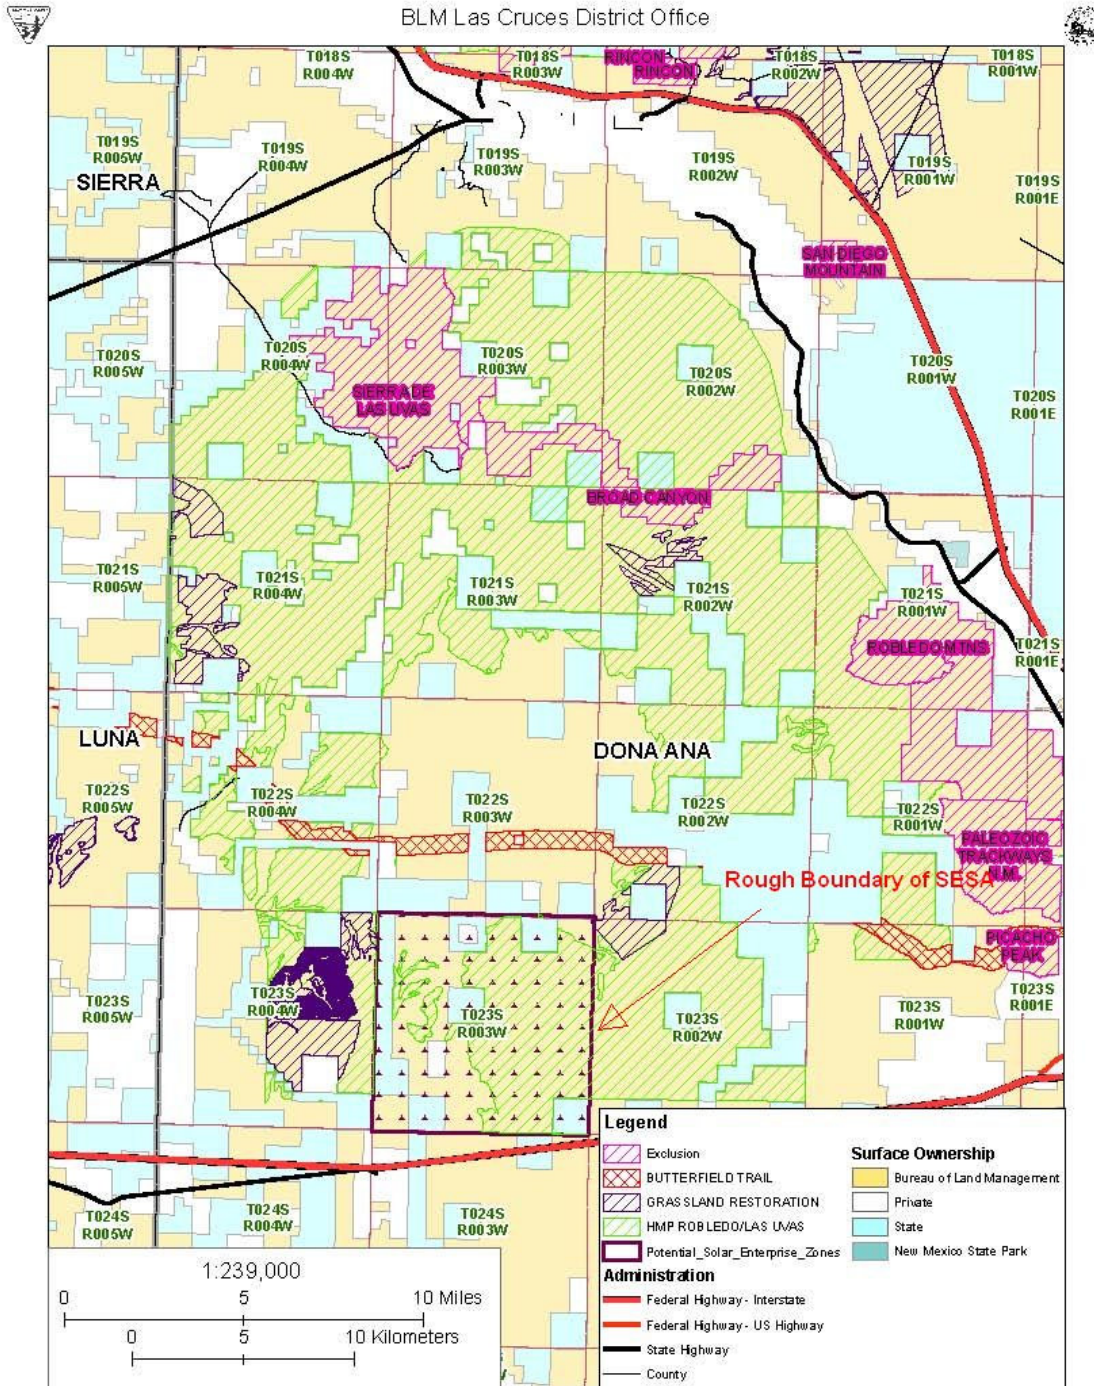 BLM Las Cruces District Office
T018S
R004W
T018S
R003W
RINCON
RINCON
T018S
R002W
T018S
R001W
T019S
R005W
T019S
R004W
T019S
R003W
T019S
R002W
T019S
R001W
T019S
R001E
SIERRA
SAN DIEGO
MOUNTAIN
T020S
R005W
T020S
R004W
T020S
R003W
T020S
R002W
T020S
R001W
T020S
R001E
SIERRA DE
LAS UVAS
BROAD CANYON
T021S
R005W
T021S
R004W
T021S
R003W
T021S
R002W
T021S
R001W
T021S
R001E
ROBLEDO MTNS
LUNA
DONA ANA
T022S
R005W
T022S
R004W
T022S
R003W
T022S
R002W
T022S
R001W
PALEOZOIC
TRACKWAYS
N.M.
Rough Boundary of SESA
PICACHO
PEAK
T023S
R005W
T023S
R004W
T023S
R003W
T023S
R002W
T023S
R001W
T023S
R001E
T024S
R005W
T024S
R004W
T024S
R003W
Legend
Exclusion
BUTTERFIELD TRAIL
GRASSLAND RESTORATION
HMP ROBLEDO/LAS UVAS
Potential_Solar_Enterprise_Zones
Administration
Federal Highway - Interstate
Federal Highway - US Highway
State Highway
County
Surface Ownership
Bureau of Land Management
Private
State
New Mexico State Park
1:239,000
0 5 10 Miles
0 5 10 Kilometers